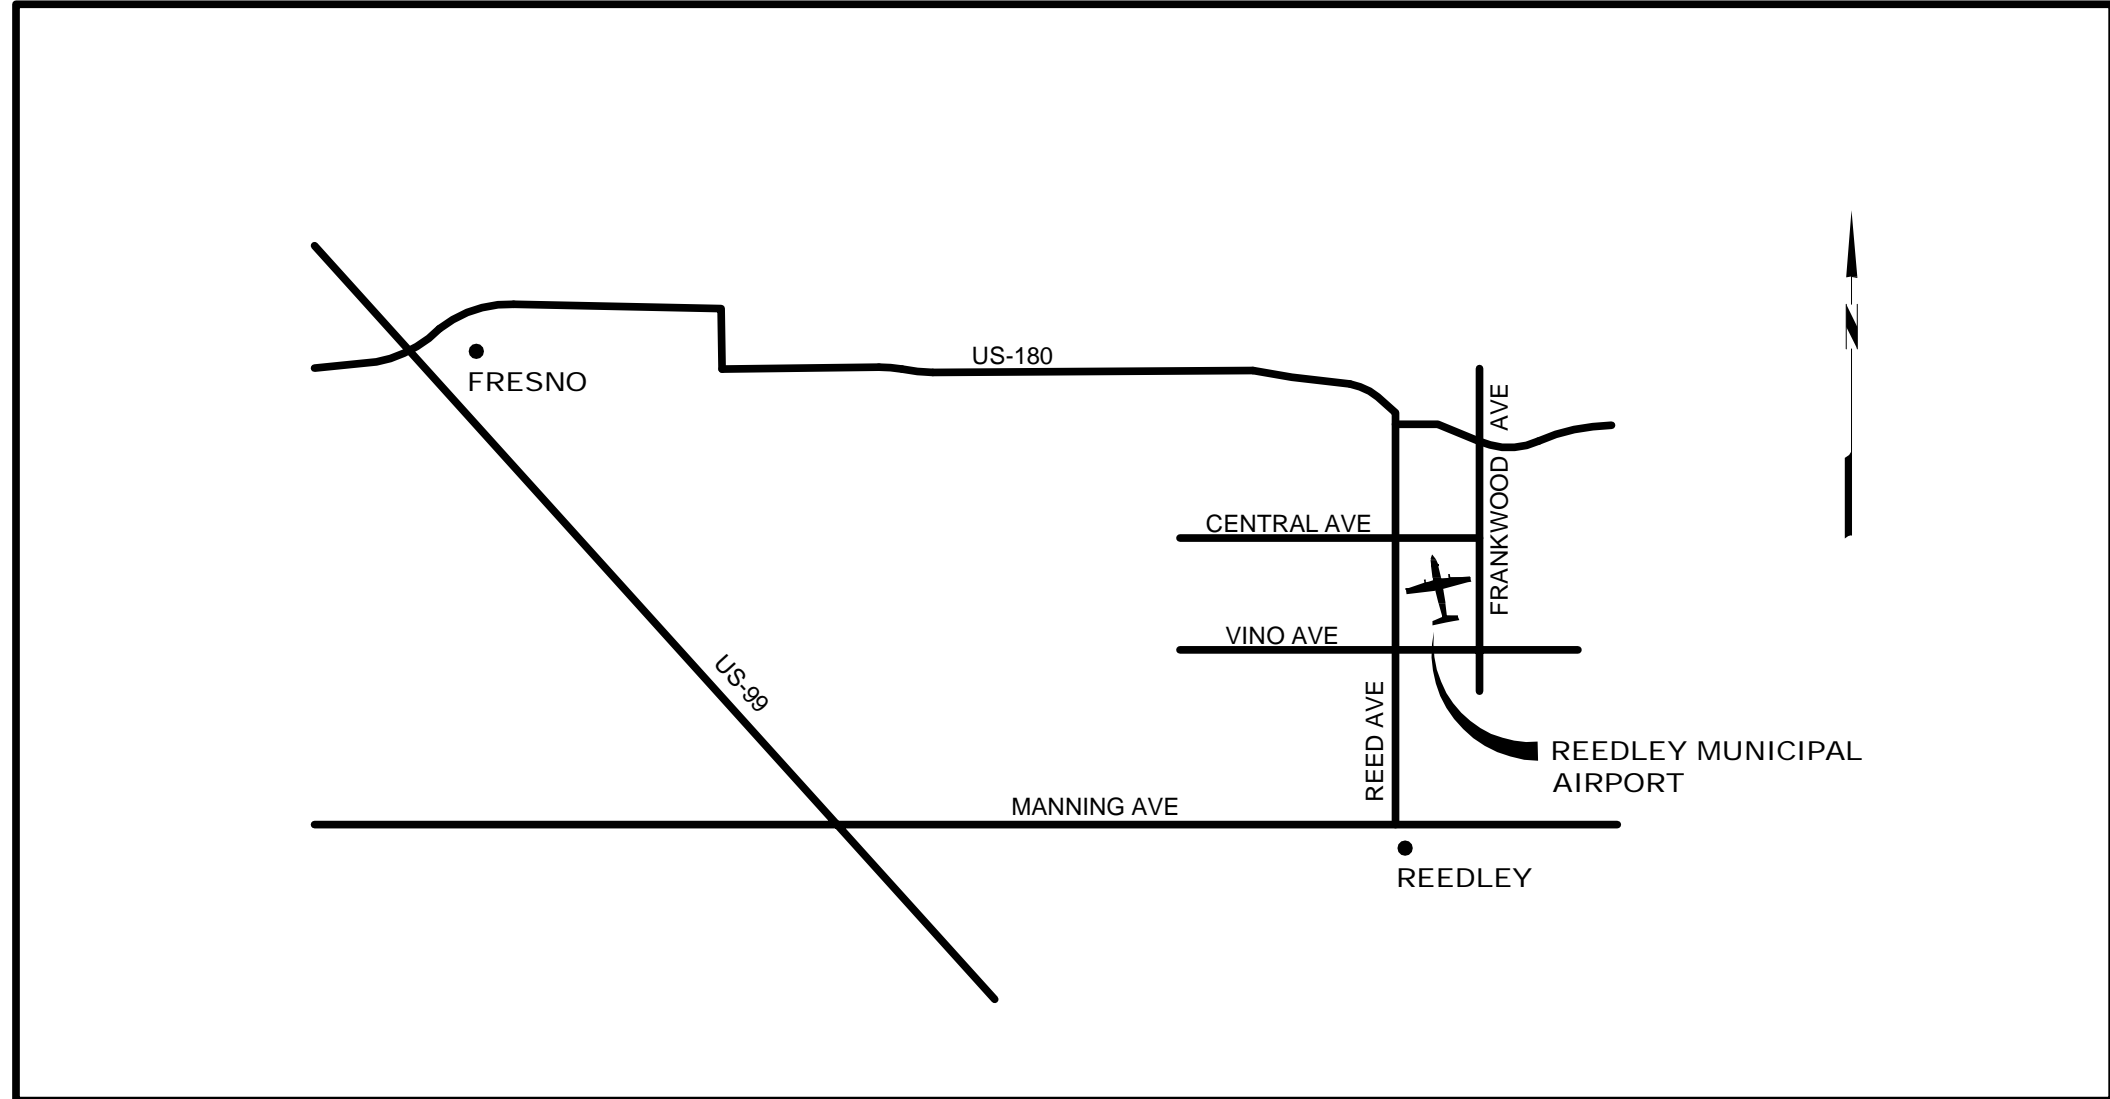 US-180
FRESNO
N
FRANKWOOD AVE
CENTRAL AVE
VINO AVE
US-99
REED AVE
REEDLEY MUNICIPAL
AIRPORT
MANNING AVE
REEDLEY